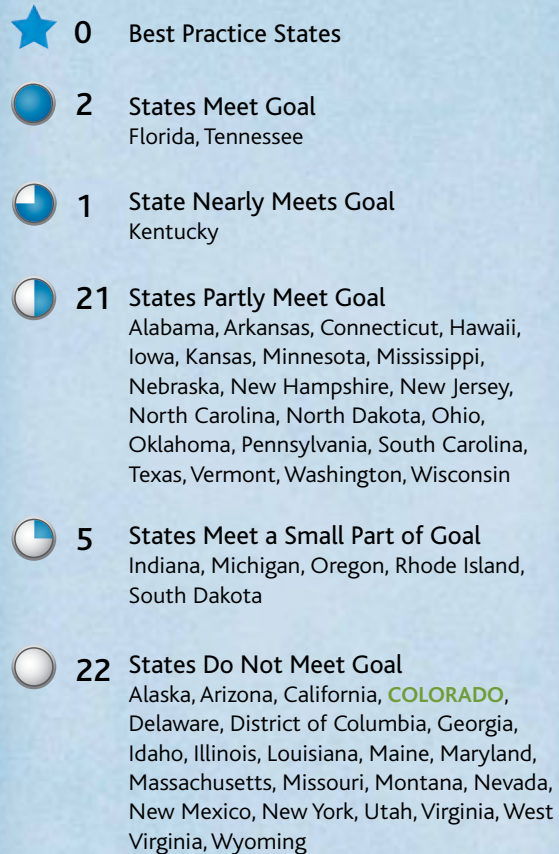 0 Best Practice States
2 States Meet Goal
Florida, Tennessee
1 State Nearly Meets Goal
Kentucky
21 States Partly Meet Goal
Alabama, Arkansas, Connecticut, Hawaii,
Iowa, Kansas, Minnesota, Mississippi,
Nebraska, New Hampshire, New Jersey,
North Carolina, North Dakota, Ohio,
Oklahoma, Pennsylvania, South Carolina,
Texas, Vermont, Washington, Wisconsin
5 States Meet a Small Part of Goal
Indiana, Michigan, Oregon, Rhode Island,
South Dakota
22 States Do Not Meet Goal
Alaska, Arizona, California, COLORADO,
Delaware, District of Columbia, Georgia,
Idaho, Illinois, Louisiana, Maine, Maryland,
Massachusetts, Missouri, Montana, Nevada,
New Mexico, New York, Utah, Virginia, West
Virginia, Wyoming